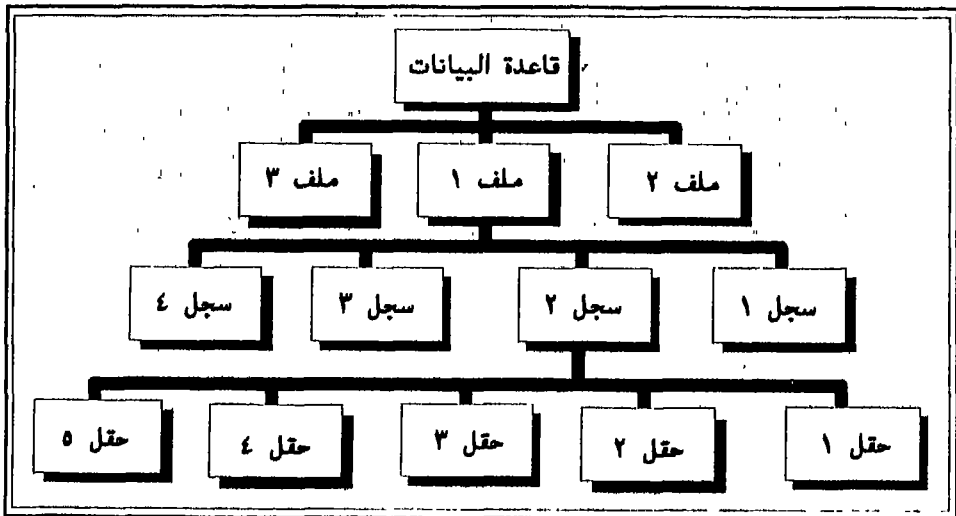 قاعدة البيانات
ملف ٢
ملف ١
ملف ٣
سجل ١
سجل ٢
سجل ٣
سجل ٤
حقل ١
حقل ٢
حقل ٣
حقل ٤
حقل ٥